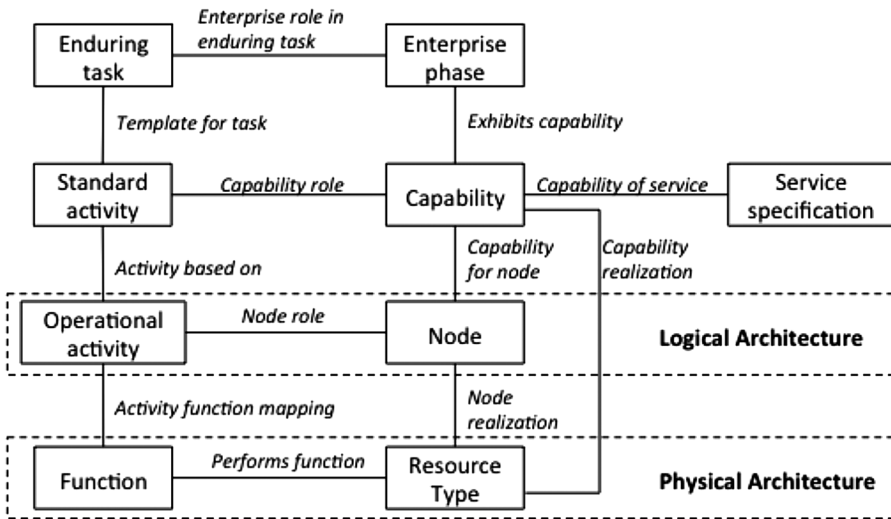 Enterprise role in
enduring task
Enduring
task
Enterprise
phase
Template for task
Exhibits capability
Standard
activity
Capability role
Capability
Capability of service
Service
specification
Activity based on
Capability
for node
Capability
realization
Operational
activity
Node role
Node
Logical Architecture
Activity function mapping
Node
realization
Function
Performs function
Resource
Type
Physical Architecture